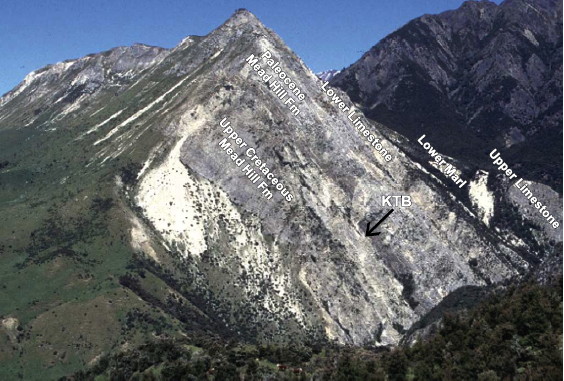 Paleocene
Mead Hill Fm
Lower Limestone
Upper Cretaceous
Mead Hill Fm
KTB
Lower Marl
Upper Limestone